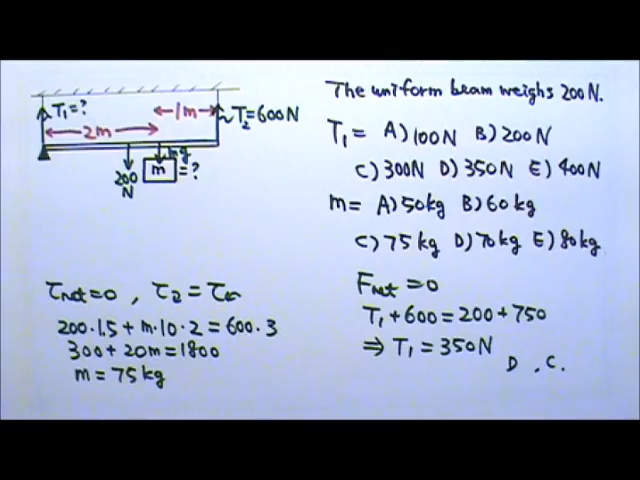 The uniform beam weighs 200N.
T₁=?
1m
T₂=600N
2m
mg
200
N
m
=?
T₁= A)100N B)200N
C)300N D)350N E)400N
m= A)50kg B)60kg
C)75kg D)70kg E)80kg
τnet=0 , τ₂=τ
200·1.5+m·10·2=600·3
300+20m=1800
m=75kg
Fnet=0
T₁+600=200+750
⇒ T₁=350N
D , C.